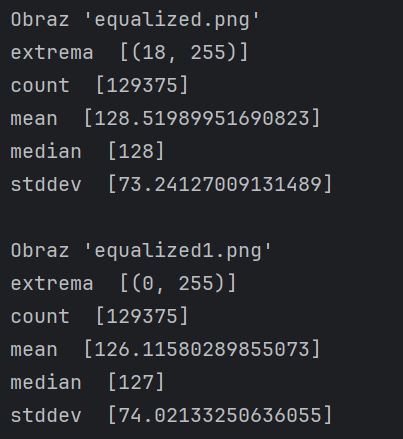 Obraz 'equalized.png'
extrema  [(18, 255)]
count  [129375]
mean  [128.51989951690823]
median  [128]
stddev  [73.24127009131489]
Obraz 'equalized1.png'
extrema  [(0, 255)]
count  [129375]
mean  [126.11580289855073]
median  [127]
stddev  [74.02133250636055]